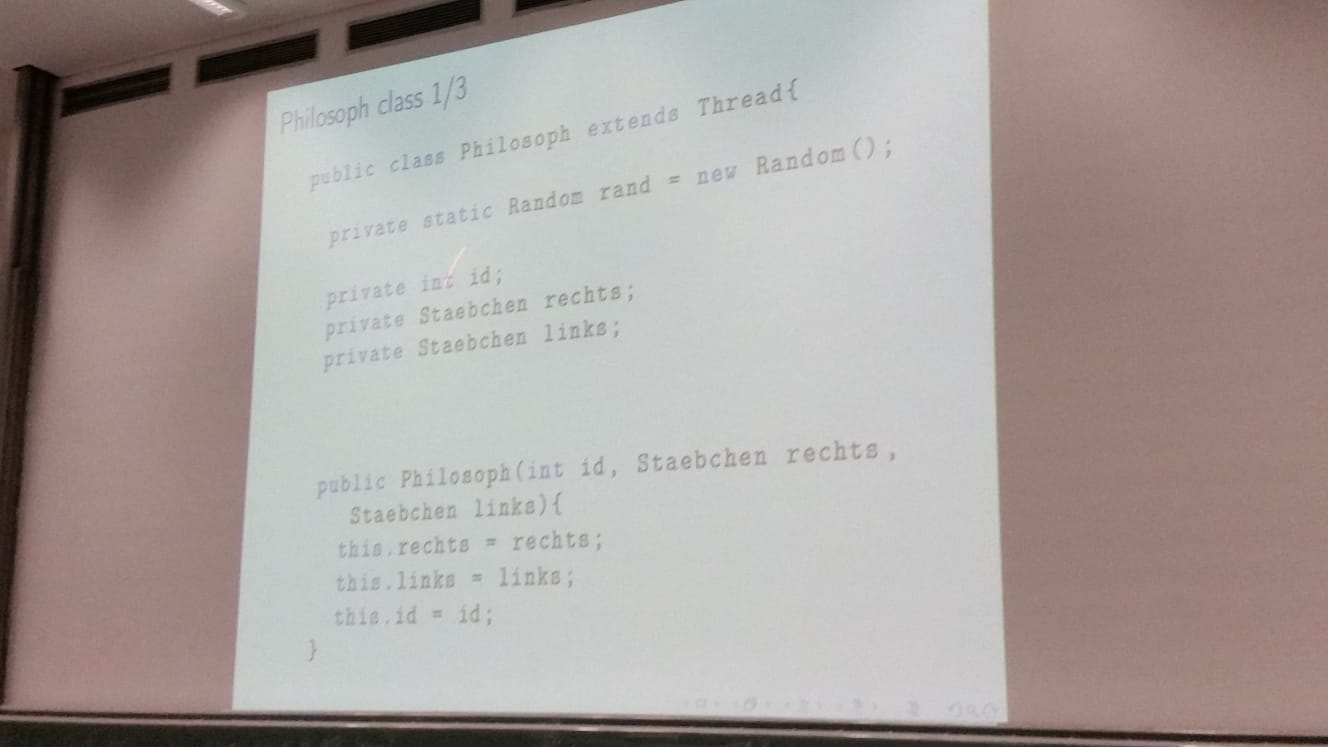 Philosoph class 1/3
public class Philosoph extends Thread{
private static Random rand = new Random();
private int id;
private Staebchen rechts;
private Staebchen links;
public Philosoph(int id, Staebchen rechts,
Staebchen links){
this.rechts = rechts;
this.links = links;
this.id = id;
}